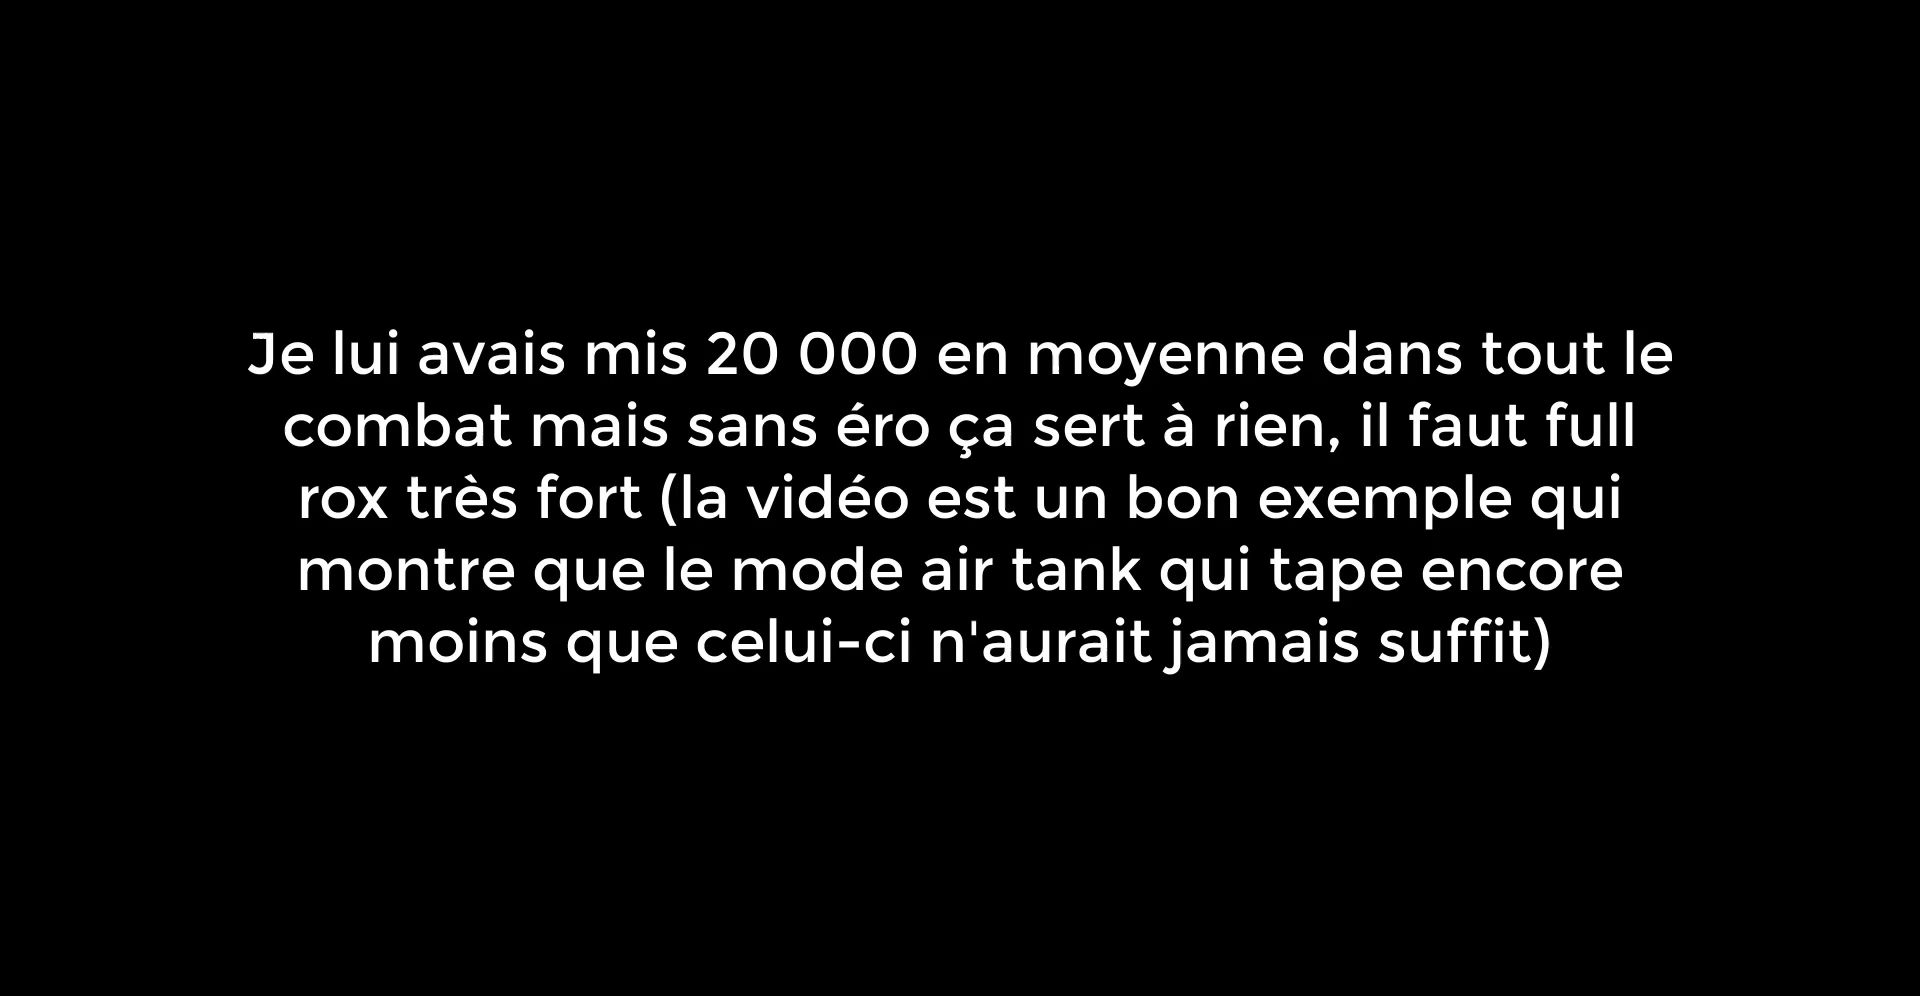 Je lui avais mis 20 000 en moyenne dans tout le
combat mais sans éro ça sert à rien, il faut full
rox très fort (la vidéo est un bon exemple qui
montre que le mode air tank qui tape encore
moins que celui-ci n'aurait jamais suffit)